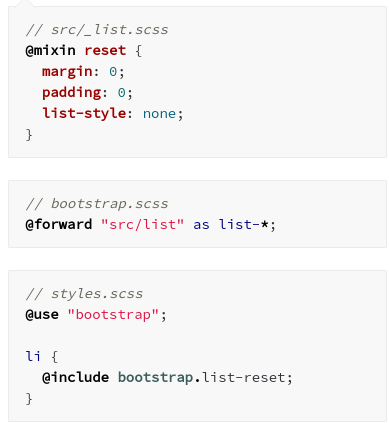 // src/_list.scss
@mixin reset {
  margin: 0;
  padding: 0;
  list-style: none;
}
// bootstrap.scss
@forward "src/list" as list-*;
// styles.scss
@use "bootstrap";
li {
  @include bootstrap.list-reset;
}